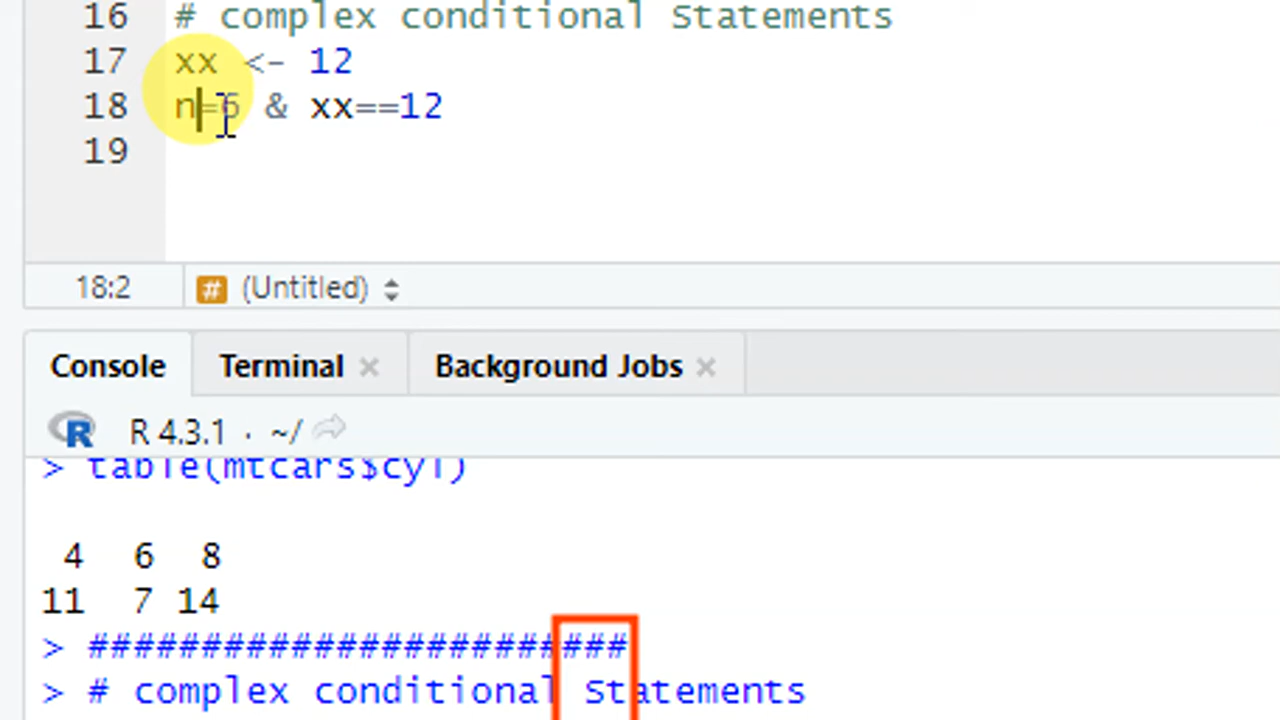 16 # complex conditional Statements
17 xx <- 12
18 n=6 & xx==12
19
18:2 # (Untitled)
Console Terminal × Background Jobs ×
R R 4.3.1 · ~/
> table(mtcars$cyl)
4 6 8
11 7 14
> ########################
> # complex conditional Statements